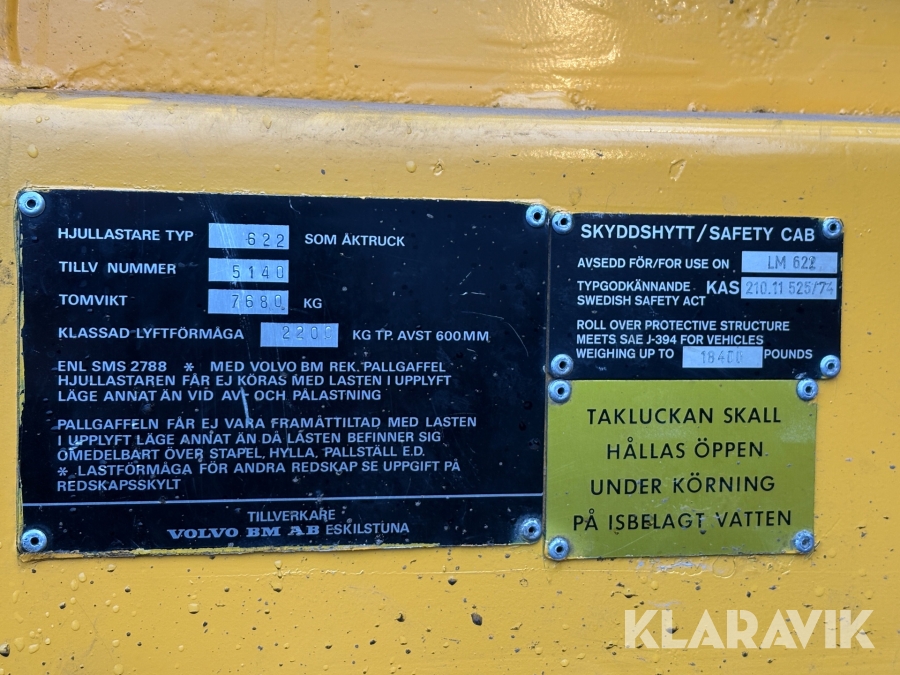 HJULLASTARE TYP 622 SOM ÅKTRUCK
TILLV NUMMER 5140
TOMVIKT 7680 KG
KLASSAD LYFTFÖRMÅGA 2200 KG TP. AVST 600 MM
ENL SMS 2788 * MED VOLVO BM REK. PALLGAFFEL
HJULLASTAREN FÅR EJ KÖRAS MED LASTEN I UPPLYFT
LÄGE ANNAT ÄN VID AV- OCH PÅLASTNING
PALLGAFFELN FÅR EJ VARA FRAMÅTTILTAD MED LASTEN
I UPPLYFT LÄGE ANNAT ÄN DÅ LASTEN BEFINNER SIG
OMEDELBART ÖVER STAPEL, HYLLA, PALLSTÄLL E.D.
* LASTFÖRMÅGA FÖR ANDRA REDSKAP SE UPPGIFT PÅ
REDSKAPSSKYLT
TILLVERKARE
VOLVO BM AB ESKILSTUNA
SKYDDSHYTT/SAFETY CAB
AVSEDD FÖR/FOR USE ON LM 622
TYPGODKÄNNANDE KAS 210.11 525/74
SWEDISH SAFETY ACT
ROLL OVER PROTECTIVE STRUCTURE
MEETS SAE J-394 FOR VEHICLES
WEIGHING UP TO 18400 POUNDS
TAKLUCKAN SKALL
HÅLLAS ÖPPEN
UNDER KÖRNING
PÅ ISBELAGT VATTEN
KLARAVIK